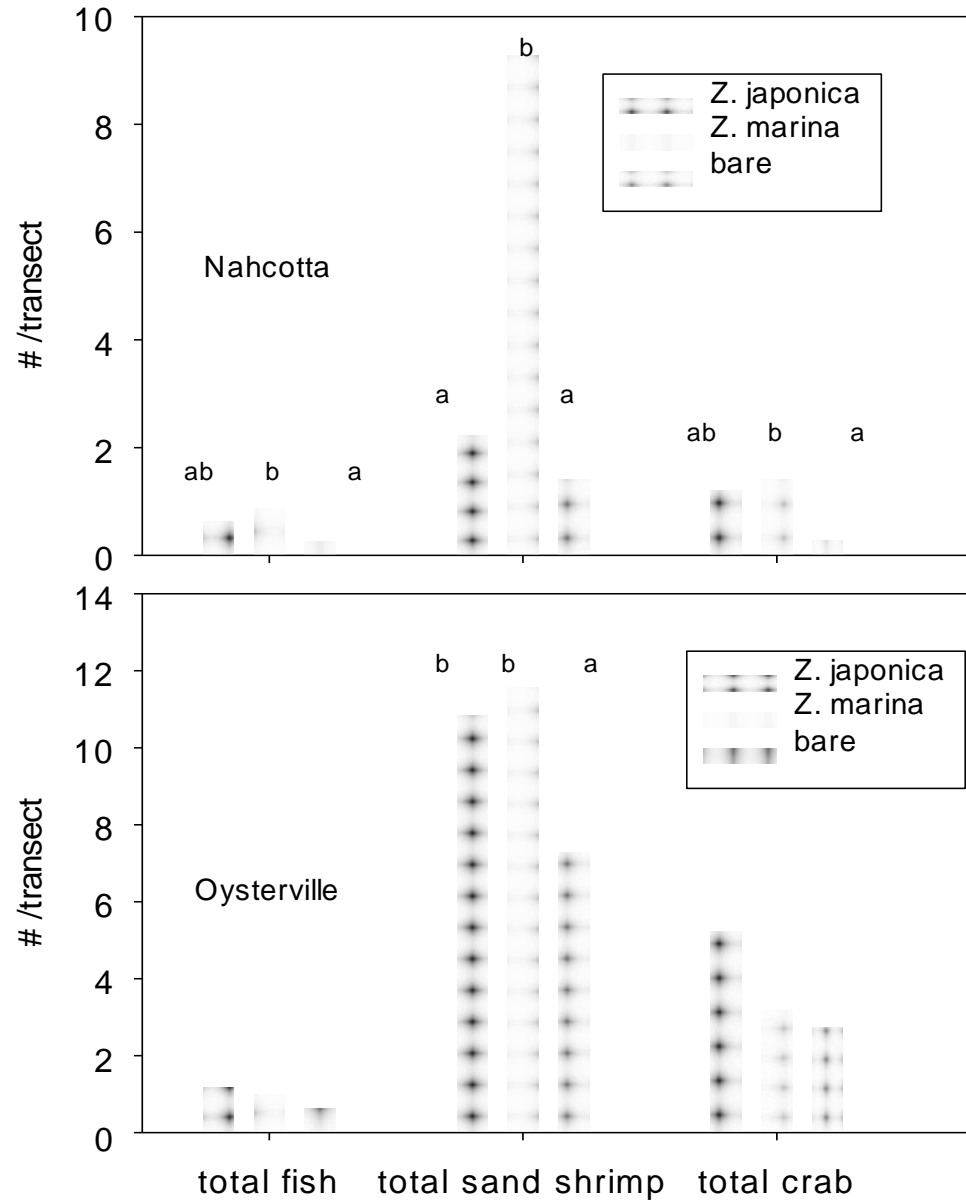 10
8
6
4
2
0
# /transect
Nahcotta
Z. japonica
Z. marina
bare
ab b a
a b a
ab b a
14
12
10
8
6
4
2
0
# /transect
Oysterville
Z. japonica
Z. marina
bare
b b a
total fish total sand shrimp total crab